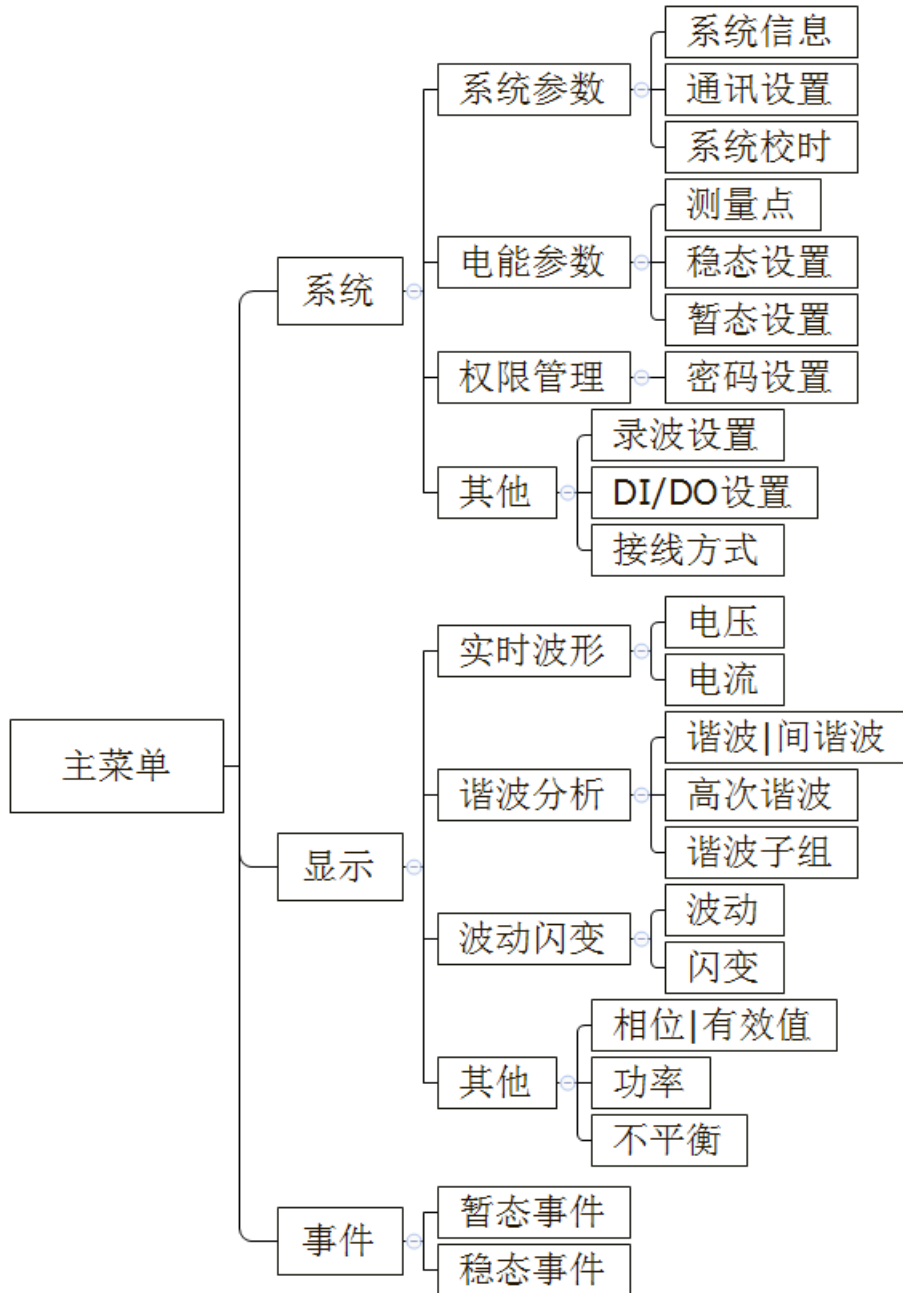 主菜单
系统
系统参数
系统信息
通讯设置
系统校时
电能参数
测量点
稳态设置
暂态设置
权限管理
密码设置
其他
录波设置
DI/DO设置
接线方式
显示
实时波形
电压
电流
谐波分析
谐波|间谐波
高次谐波
谐波子组
波动闪变
波动
闪变
其他
相位|有效值
功率
不平衡
事件
暂态事件
稳态事件